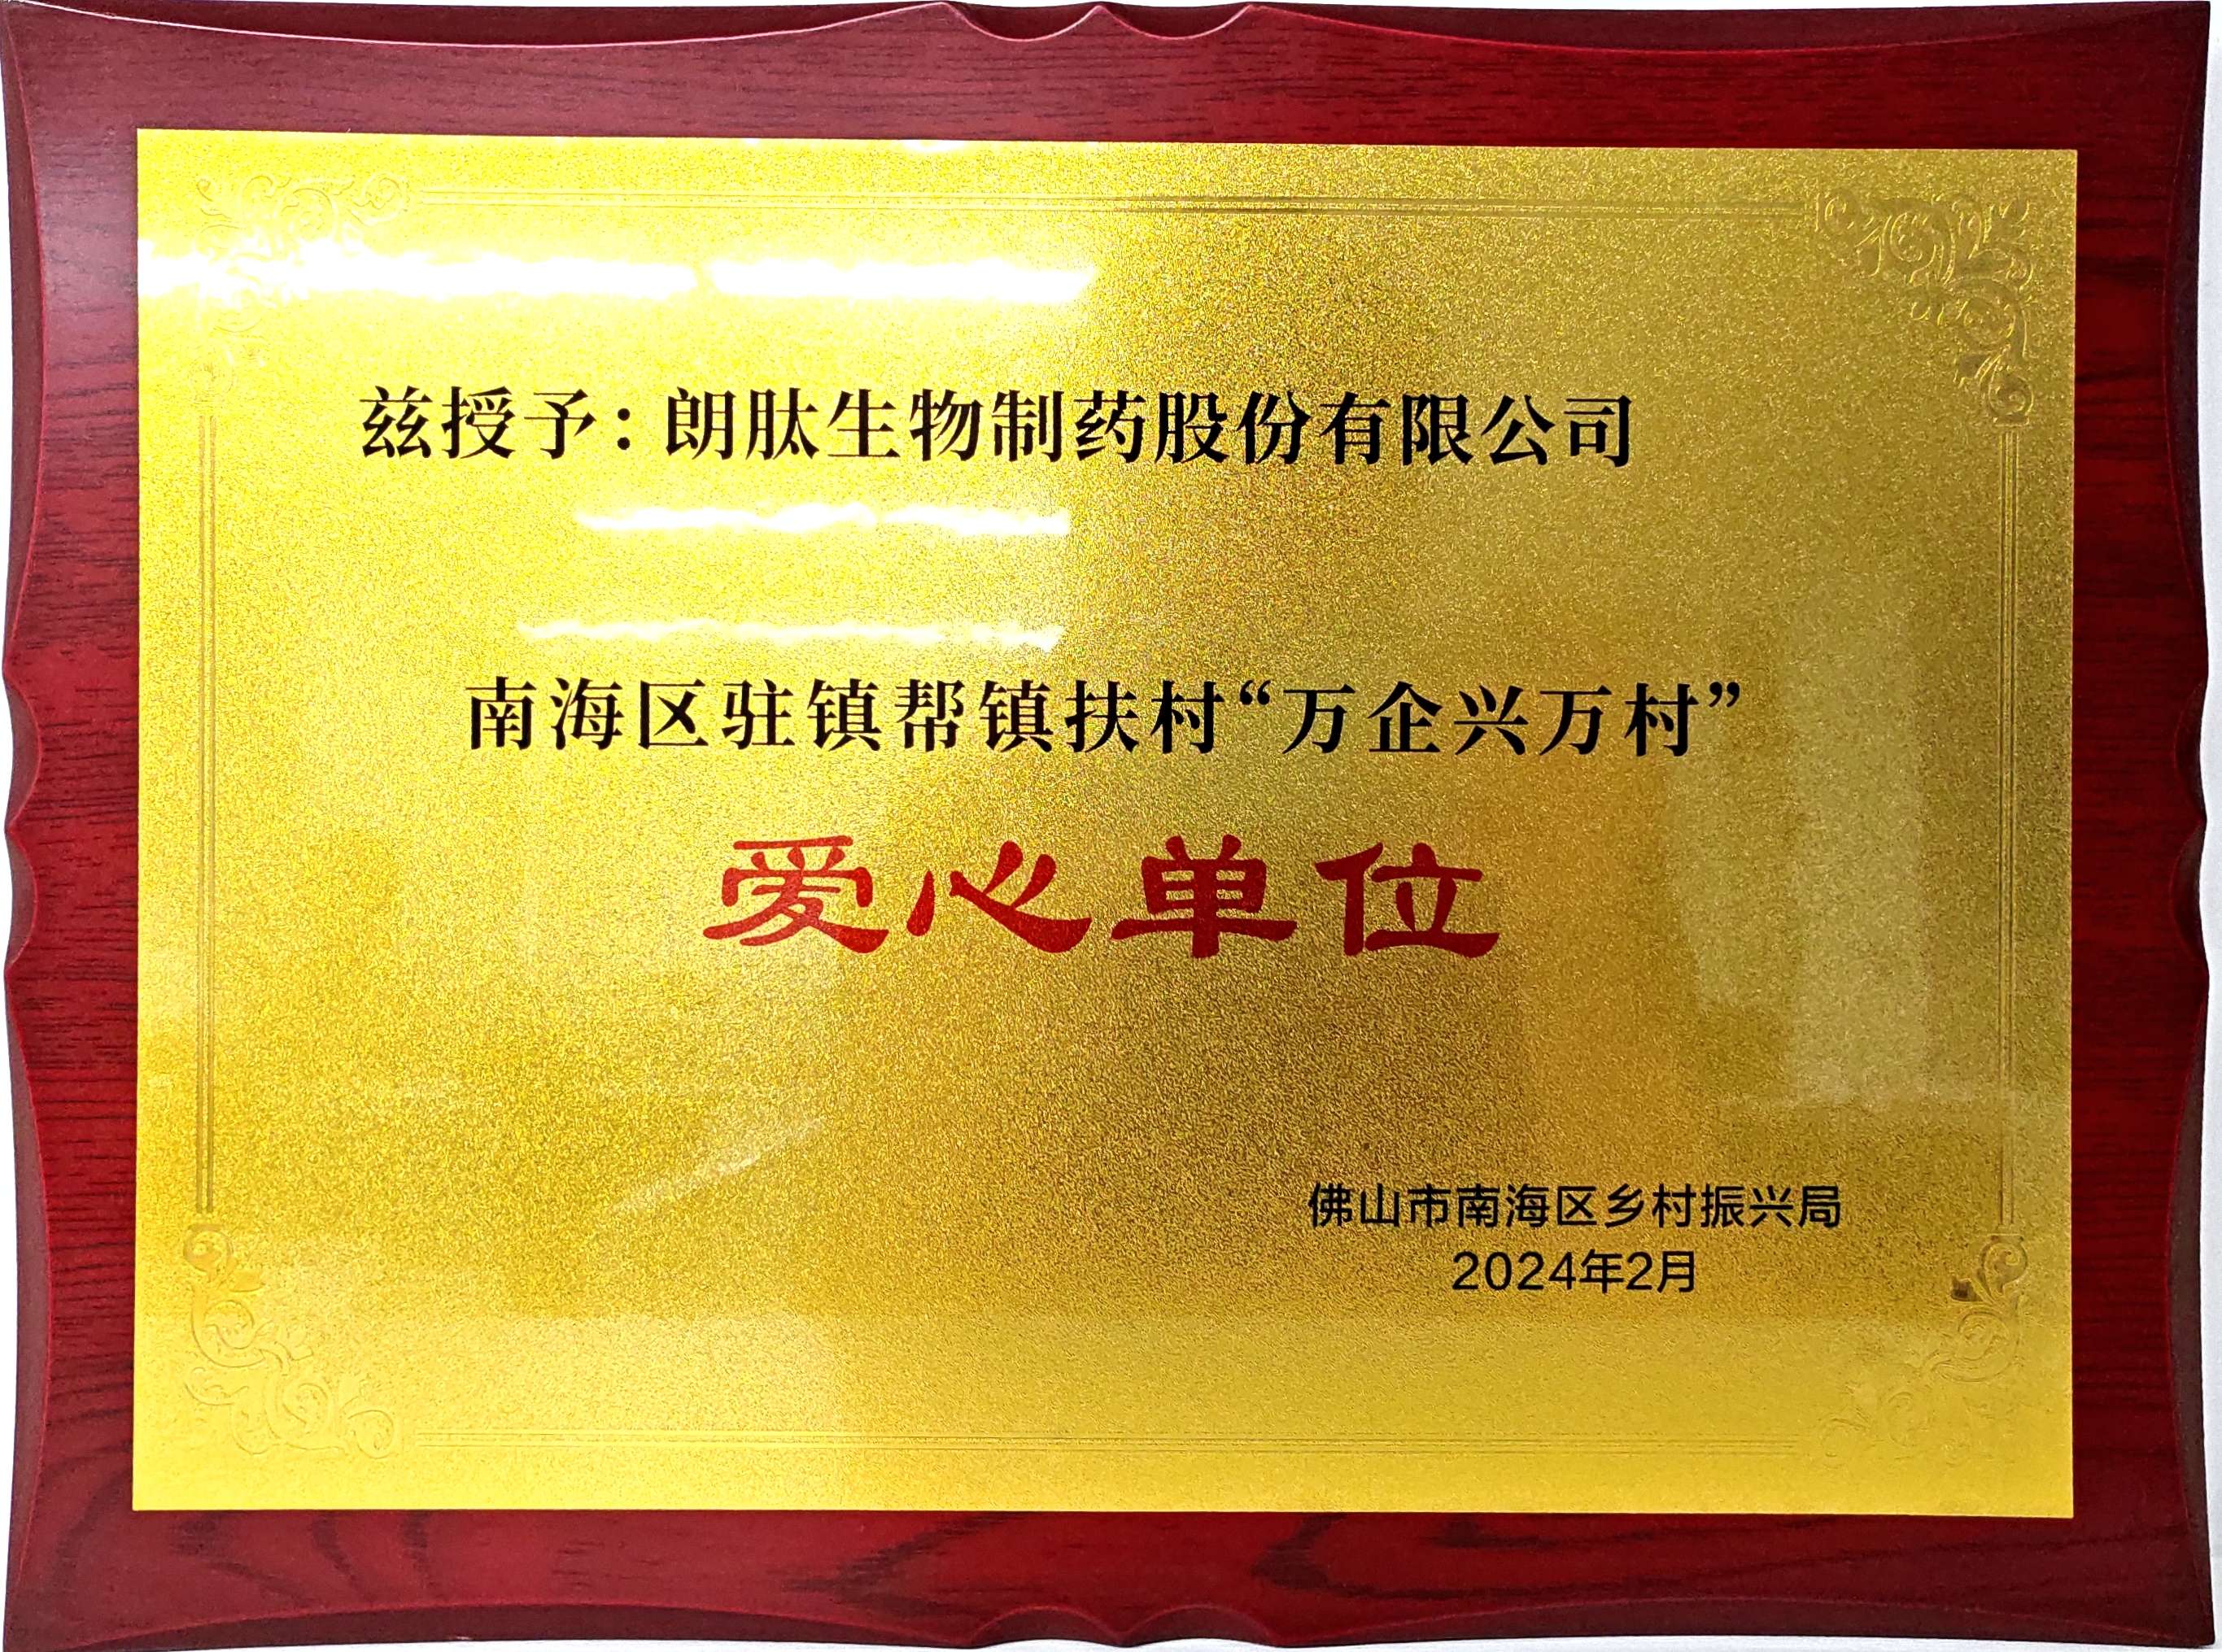 兹授予：朗肽生物制药股份有限公司
南海区驻镇帮镇扶村“万企兴万村”
爱心单位
佛山市南海区乡村振兴局
2024年2月